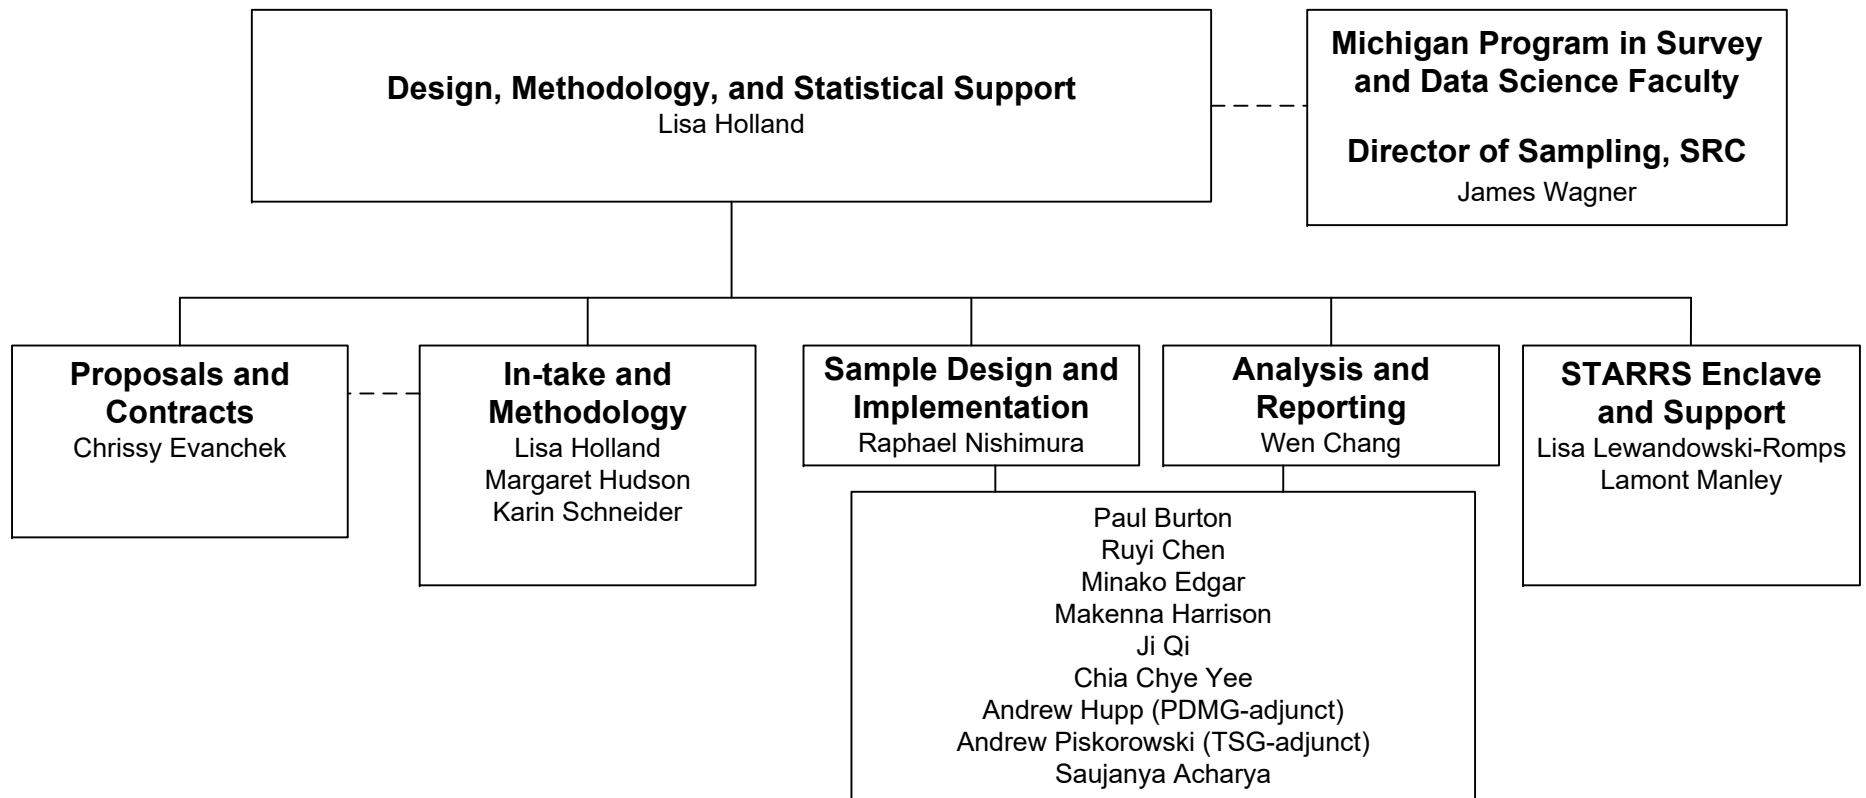 Design, Methodology, and Statistical Support
Lisa Holland
Michigan Program in Survey
and Data Science Faculty
Director of Sampling, SRC
James Wagner
Proposals and
Contracts
Chrissy Evanchek
In-take and
Methodology
Lisa Holland
Margaret Hudson
Karin Schneider
Sample Design and
Implementation
Raphael Nishimura
Analysis and
Reporting
Wen Chang
STARRS Enclave
and Support
Lisa Lewandowski-Romps
Lamont Manley
Paul Burton
Ruyi Chen
Minako Edgar
Makenna Harrison
Ji Qi
Chia Chye Yee
Andrew Hupp (PDMG-adjunct)
Andrew Piskorowski (TSG-adjunct)
Saujanya Acharya